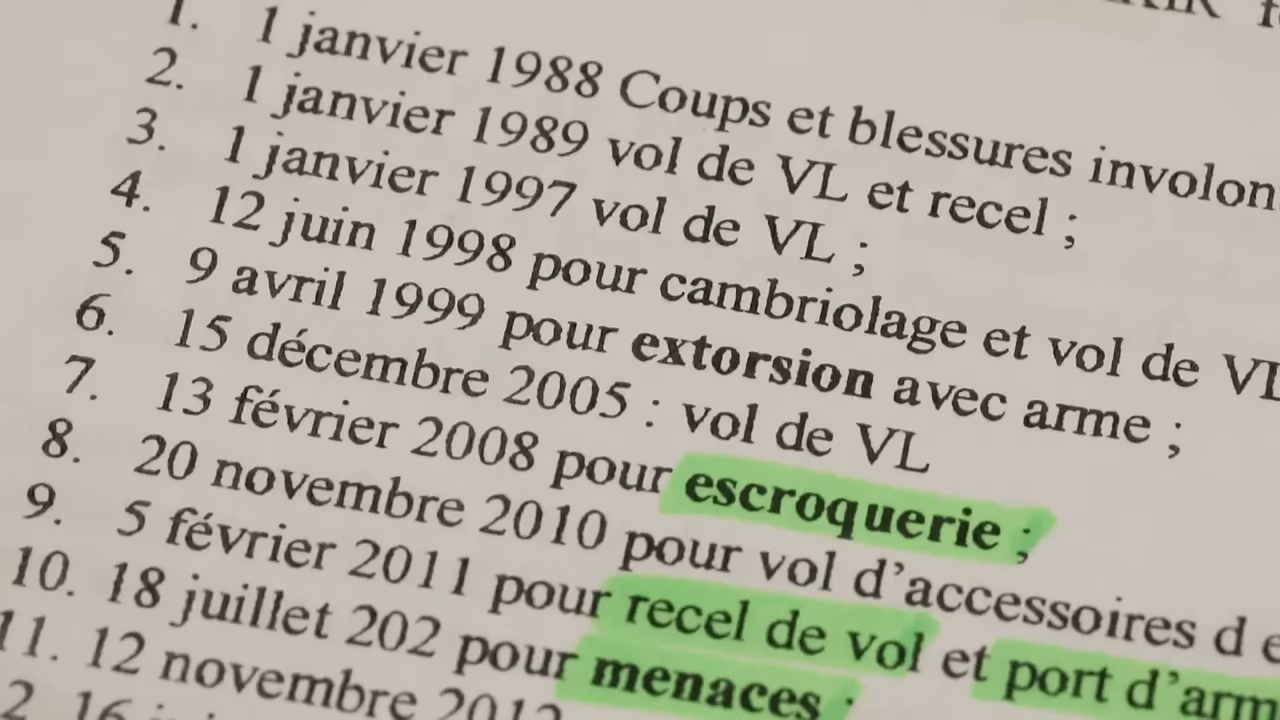 1. 1 janvier 1988 Coups et blessures involont
2. 1 janvier 1989 vol de VL et recel ;
3. 1 janvier 1997 vol de VL ;
4. 12 juin 1998 pour cambriolage et vol de VL
5. 9 avril 1999 pour extorsion avec arme ;
6. 15 décembre 2005 : vol de VL
7. 13 février 2008 pour escroquerie ;
8. 20 novembre 2010 pour vol d’accessoires d e
9. 5 février 2011 pour recel de vol et port d’arm
10. 18 juillet 202 pour menaces ;
11. 12 novembre 2012
2. 16